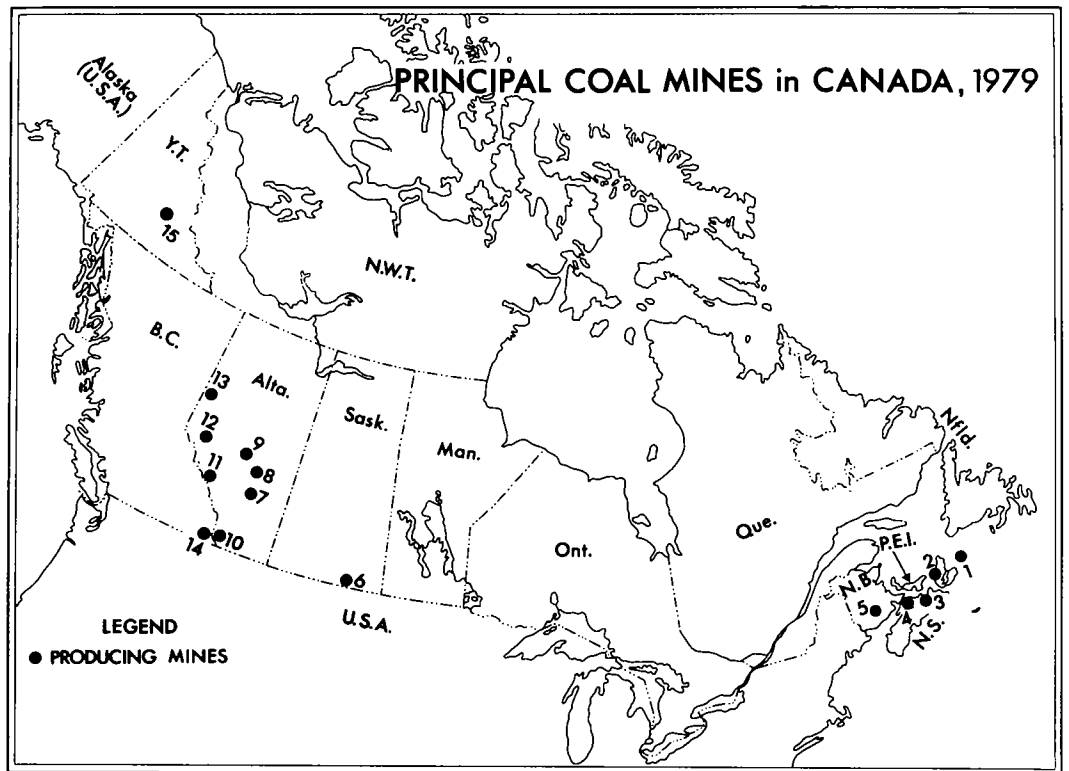 PRINCIPAL COAL MINES in CANADA, 1979
Alaska
(U.S.A.)
Y.T.
15
N.W.T.
B.C.
13
Alta.
12
9
11
8
7
14
10
Sask.
Man.
6
U.S.A.
Ont.
Que.
Nfld.
P.E.I.
2
1
N.B.
5
4
3
N.S.
LEGEND
PRODUCING MINES